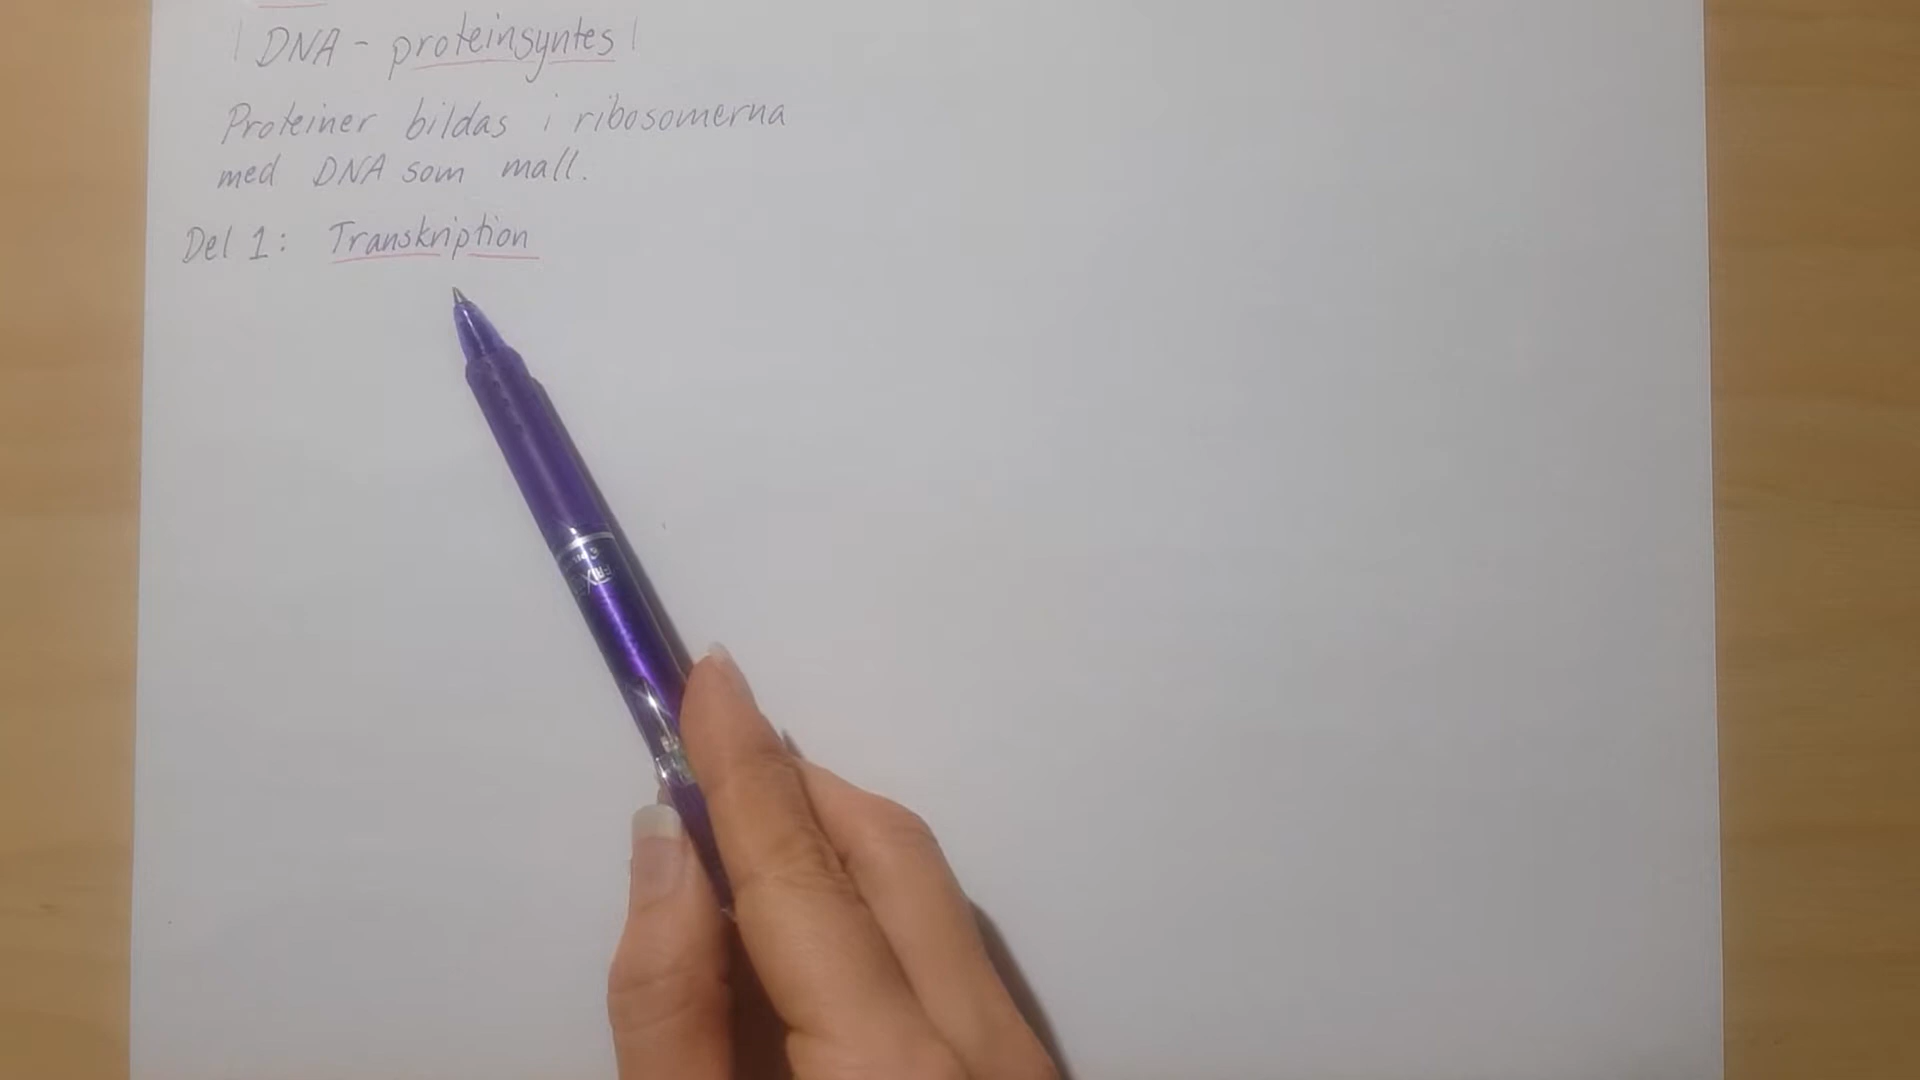 DNA - proteinsyntes
Proteiner bildas i ribosomerna
med DNA som mall.
Del 1: Transkription